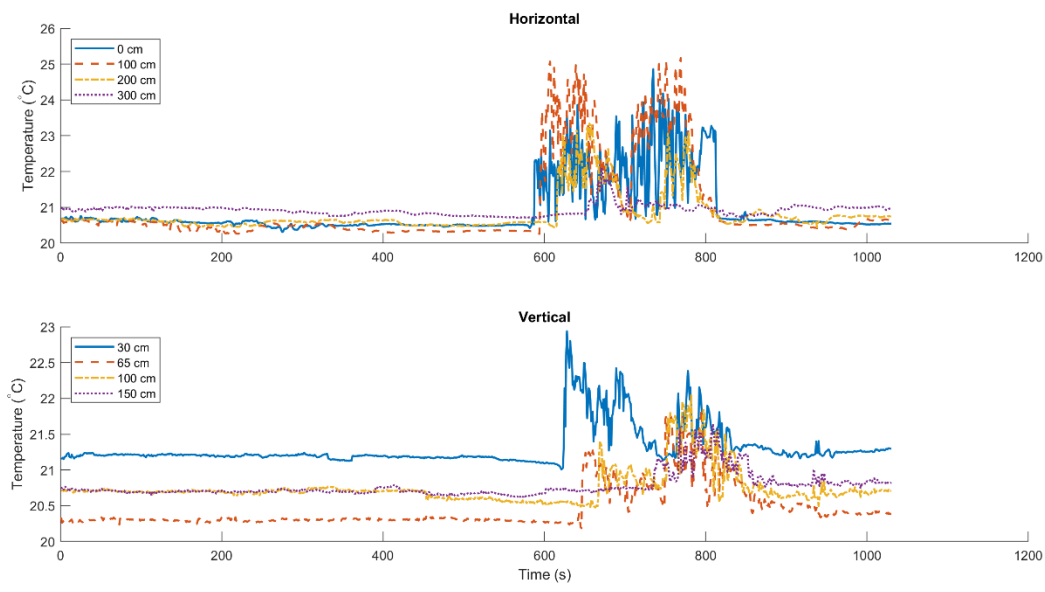 Horizontal
26
25
24
23
22
21
20
Temperature (°C)
0 cm
100 cm
200 cm
300 cm
0 200 400 600 800 1000 1200
Vertical
23
22.5
22
21.5
21
20.5
20
Temperature (°C)
30 cm
65 cm
100 cm
150 cm
0 200 400 600 800 1000 1200
Time (s)